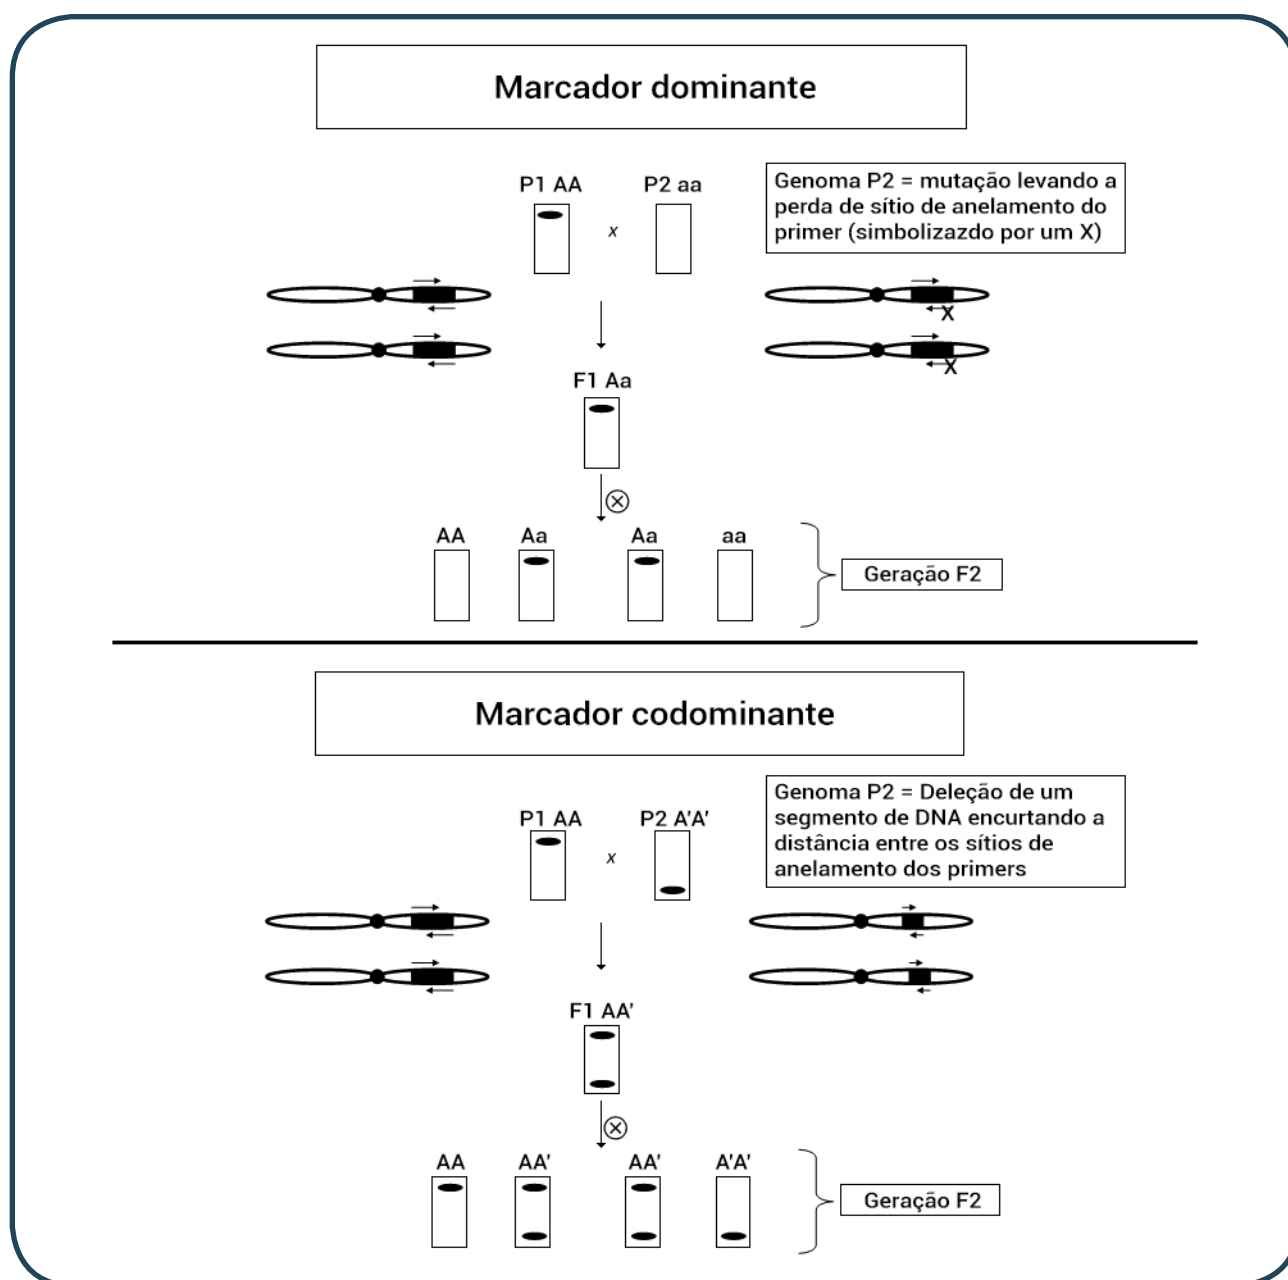 Marcador dominante
P1 AA
P2 aa
x
Genoma P2 = mutação levando a
perda de sítio de anelamento do
primer (simbolizazdo por um X)
X
X
F1 Aa
AA
Aa
Aa
aa
Geração F2
Marcador codominante
P1 AA
P2 A'A'
x
Genoma P2 = Deleção de um
segmento de DNA encurtando a
distância entre os sítios de
anelamento dos primers
F1 AA'
AA
AA'
AA'
A'A'
Geração F2